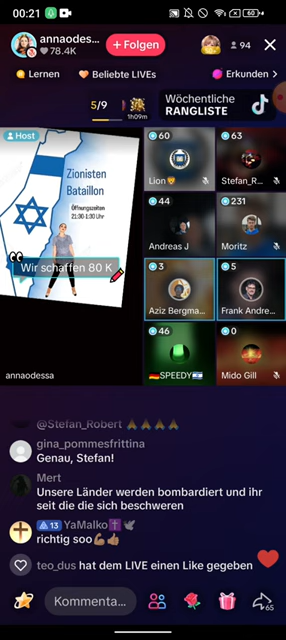 00:21
60
annaodes...
78.4K
+ Folgen
94
Lernen
Beliebte LIVEs
Erkunden >
5/9
1h09m
Wöchentliche
RANGLISTE
Host
Zionisten
Bataillon
Öffnungszeiten
21:30-1:00 Uhr
Wir schaffen 80 K
annaodessa
60
Lion
63
Stefan_R...
44
Andreas J
231
Moritz
3
Aziz Bergma...
5
Frank Andre...
46
SPEEDY
0
Mido Gill
@Stefan_Robert
gina_pommesfrittina
Genau, Stefan!
Mert
Unsere Länder werden bombardiert und ihr
seit die die sich beschweren
13 YaMalko
richtig soo
teo_dus hat dem LIVE einen Like gegeben
Kommenta...
65